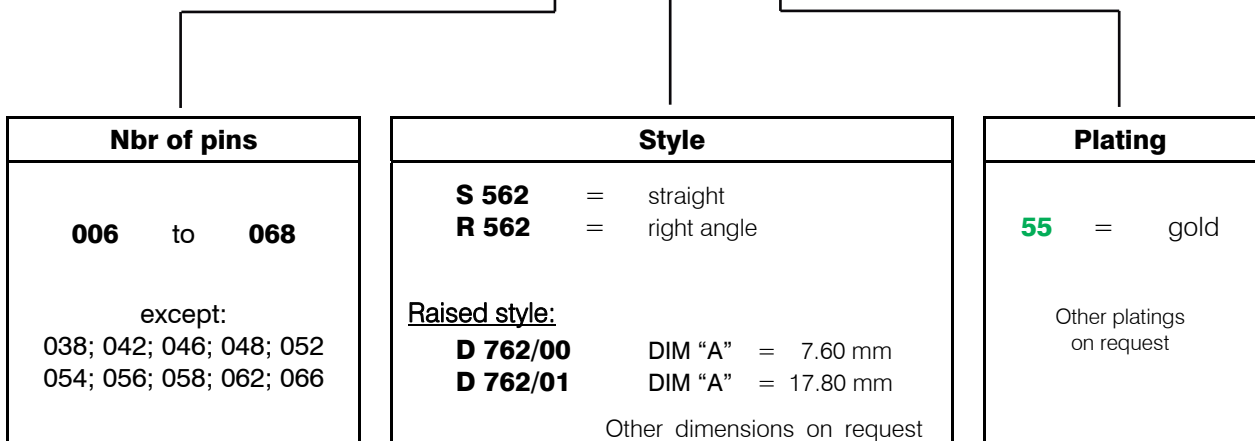 Nbr of pins
006 to 068
except:
038; 042; 046; 048; 052
054; 056; 058; 062; 066
Style
S 562 = straight
R 562 = right angle
Raised style:
D 762/00 DIM “A” = 7.60 mm
D 762/01 DIM “A” = 17.80 mm
Other dimensions on request
Plating
55 = gold
Other platings
on request